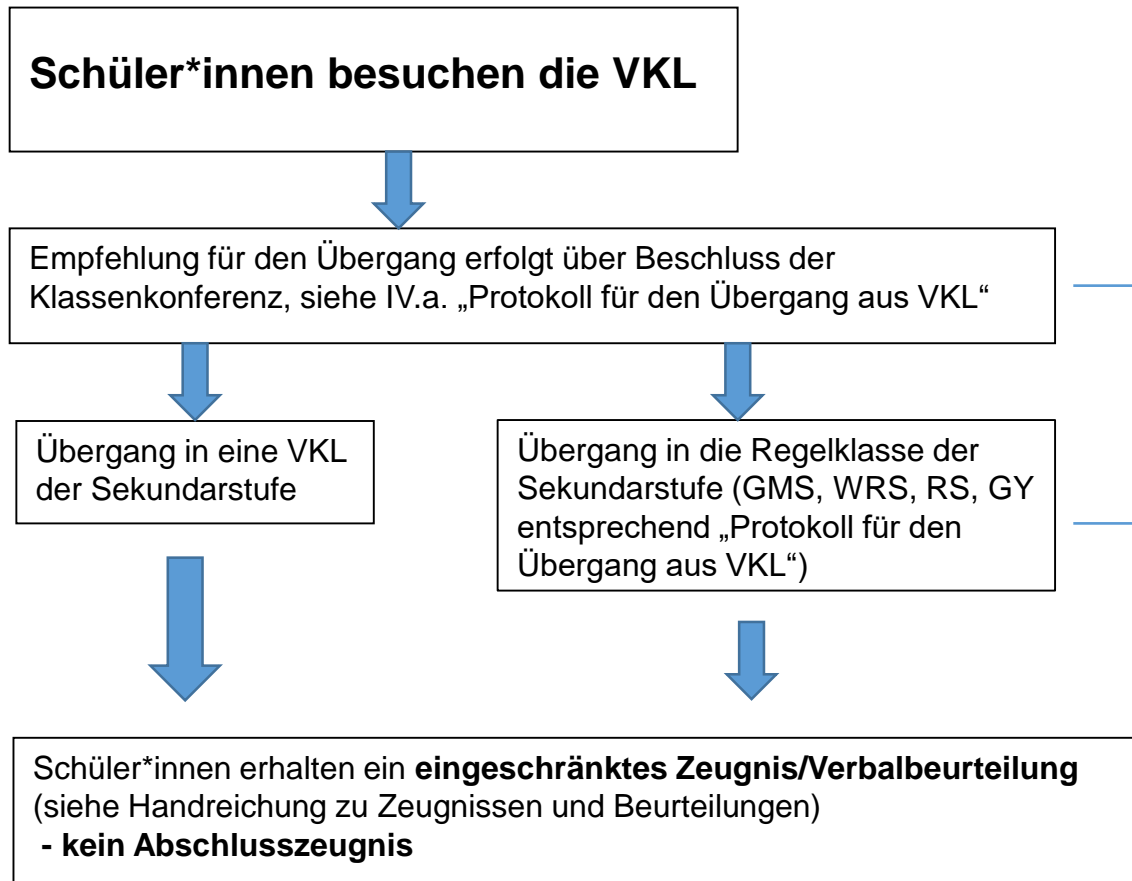 Schüler*innen besuchen die VKL
Empfehlung für den Übergang erfolgt über Beschluss der
Klassenkonferenz, siehe IV.a. „Protokoll für den Übergang aus VKL“
Übergang in eine VKL
der Sekundarstufe
Übergang in die Regelklasse der
Sekundarstufe (GMS, WRS, RS, GY
entsprechend „Protokoll für den
Übergang aus VKL“)
Schüler*innen erhalten ein eingeschränktes Zeugnis/Verbalbeurteilung
(siehe Handreichung zu Zeugnissen und Beurteilungen)
- kein Abschlusszeugnis